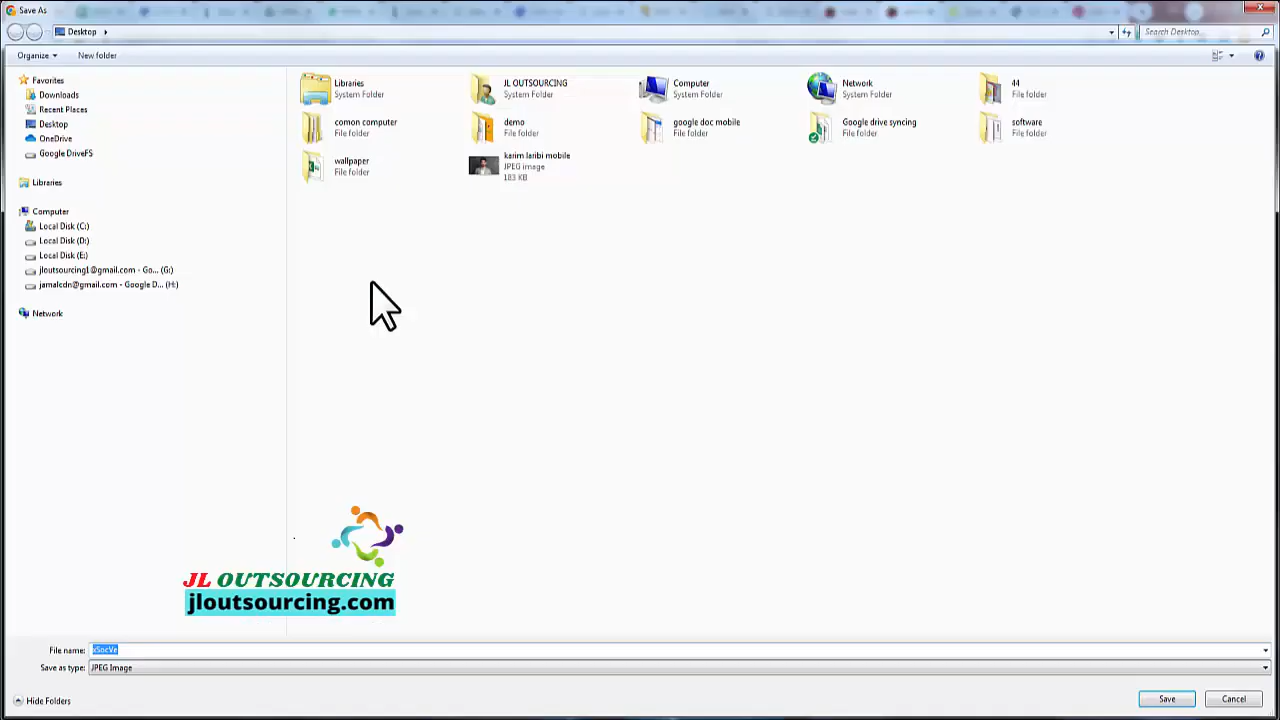 Save As
Desktop
Search Desktop
Organize
New folder
Favorites
Downloads
Recent Places
Desktop
OneDrive
Google DriveFS
Libraries
Computer
Local Disk (C:)
Local Disk (D:)
Local Disk (E:)
jloutsourcing1@gmail.com - Go... (G:)
jamalcdn@gmail.com - Google D... (H:)
Network
Libraries
System Folder
JL OUTSOURCING
System Folder
Computer
System Folder
Network
System Folder
44
File folder
comon computer
File folder
demo
File folder
google doc mobile
File folder
Google drive syncing
File folder
software
File folder
wallpaper
File folder
karim laribi mobile
JPEG image
183 KB
JL OUTSOURCING
jloutsourcing.com
File name: xSocVe
Save as type: JPEG Image
Hide Folders
Save
Cancel